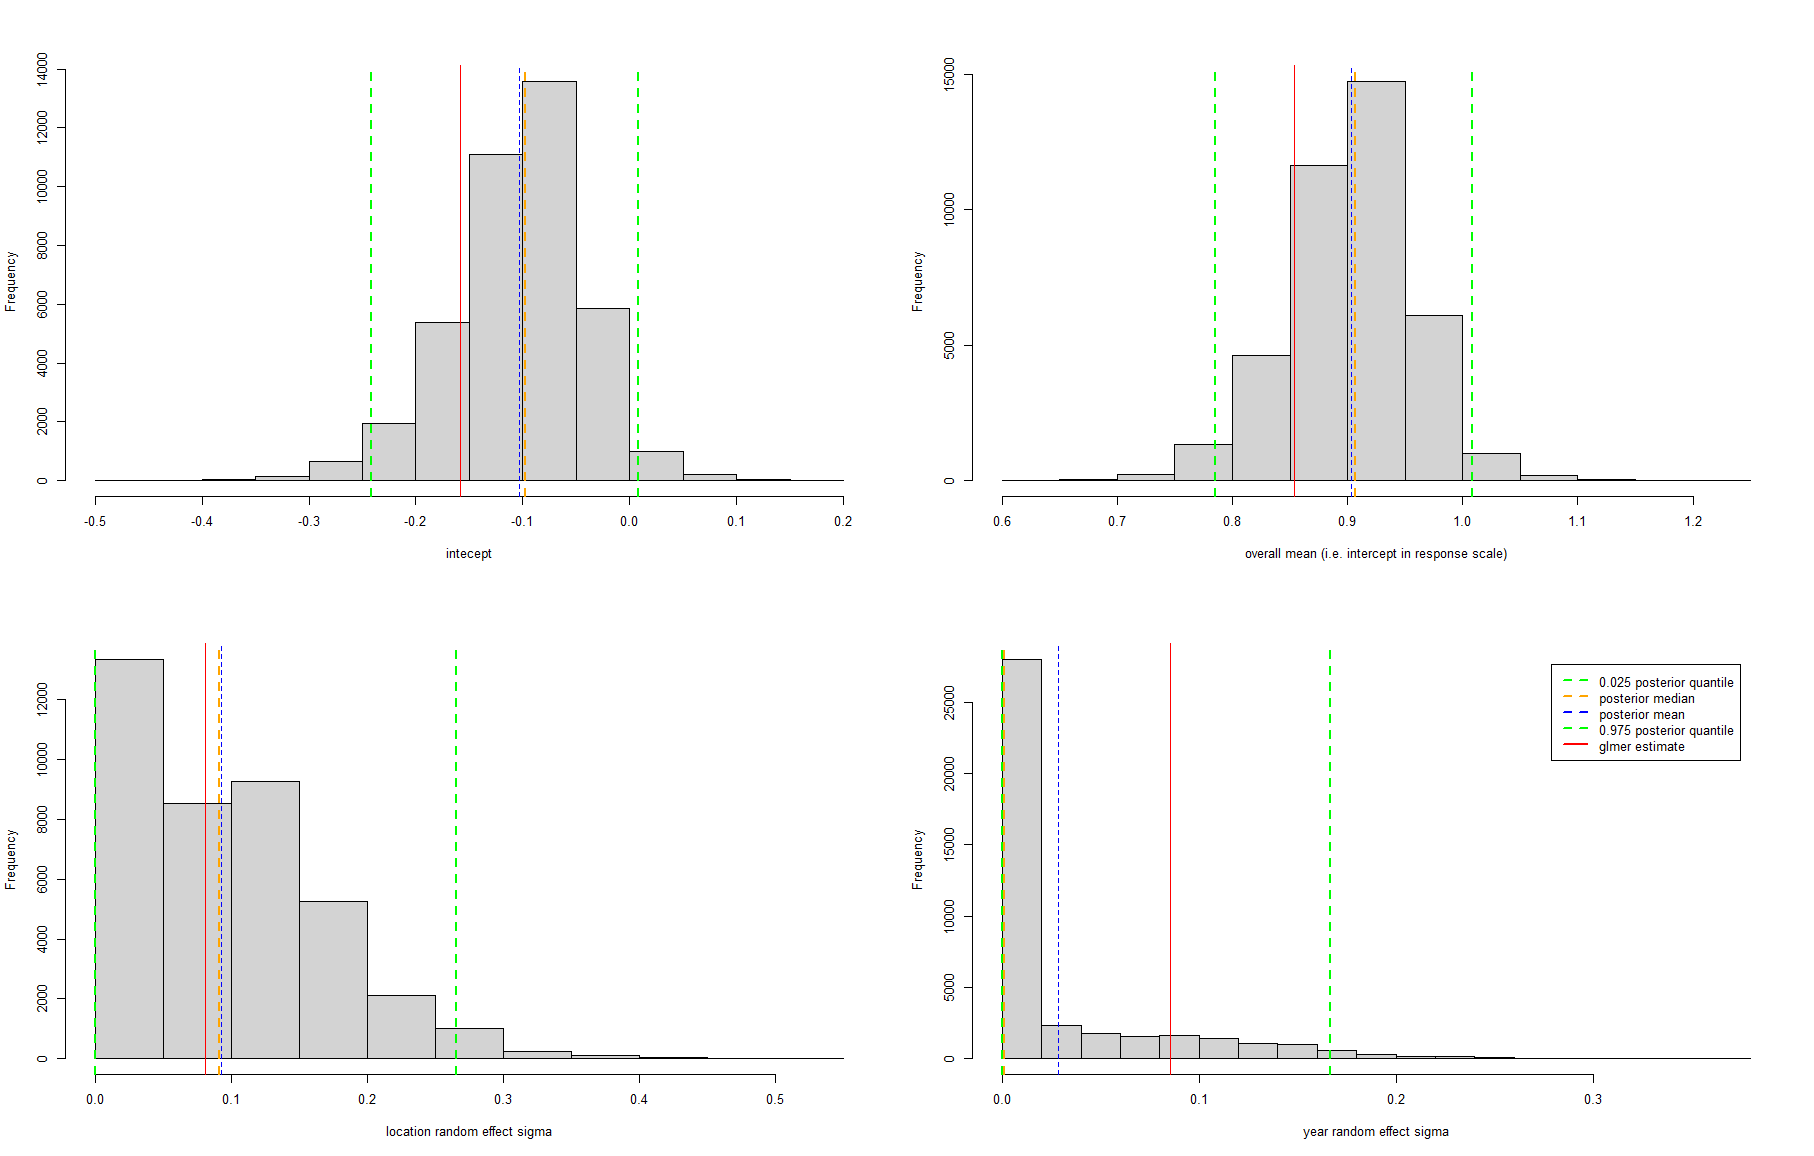 Frequency
14000
12000
10000
8000
6000
4000
2000
0
-0.5 -0.4 -0.3 -0.2 -0.1 0.0 0.1 0.2
intecept
Frequency
15000
10000
5000
0
0.6 0.7 0.8 0.9 1.0 1.1 1.2
overall mean (i.e. intercept in response scale)
Frequency
12000
10000
8000
6000
4000
2000
0
0.0 0.1 0.2 0.3 0.4 0.5
location random effect sigma
Frequency
25000
20000
15000
10000
5000
0
0.0 0.1 0.2 0.3
year random effect sigma
0.025 posterior quantile
posterior median
posterior mean
0.975 posterior quantile
glmer estimate